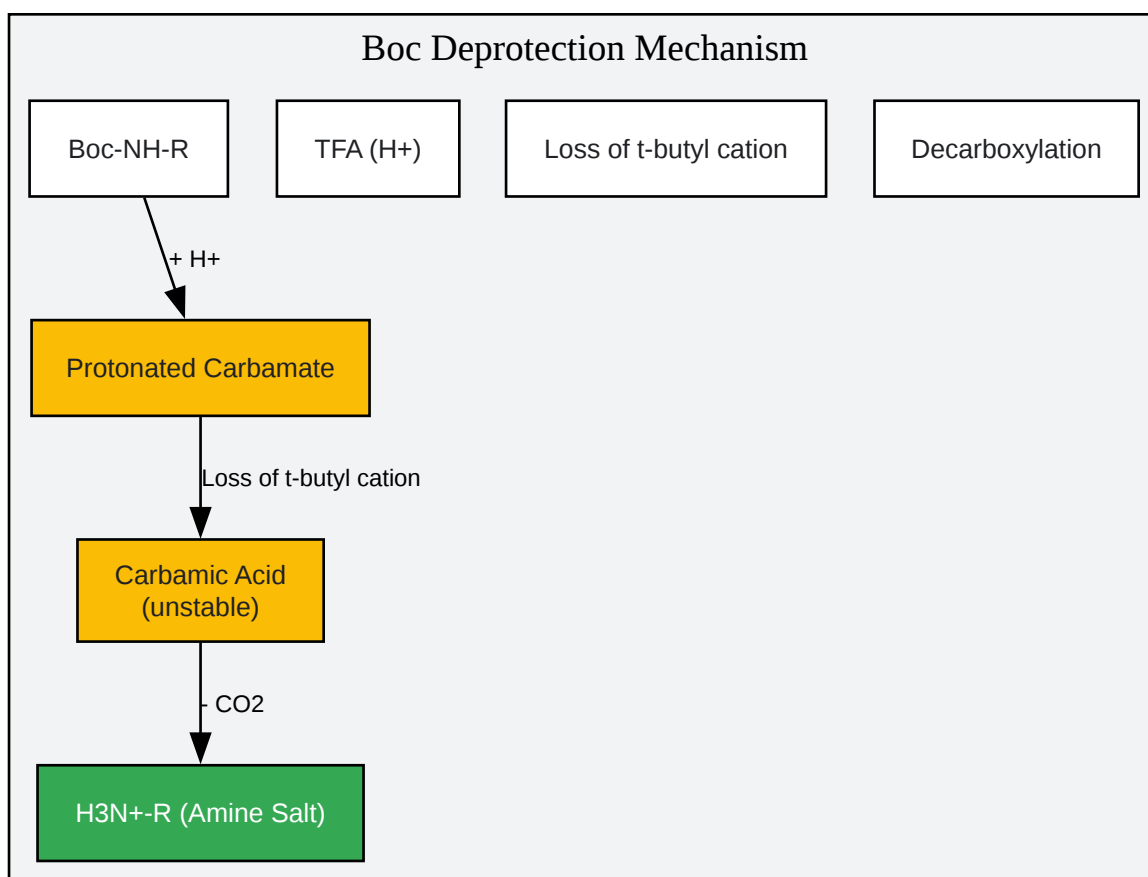 Boc Deprotection Mechanism
Boc-NH-R
TFA (H+)
Loss of t-butyl cation
Decarboxylation
+ H+
Protonated Carbamate
Loss of t-butyl cation
Carbamic Acid
(unstable)
- CO2
H3N+-R (Amine Salt)